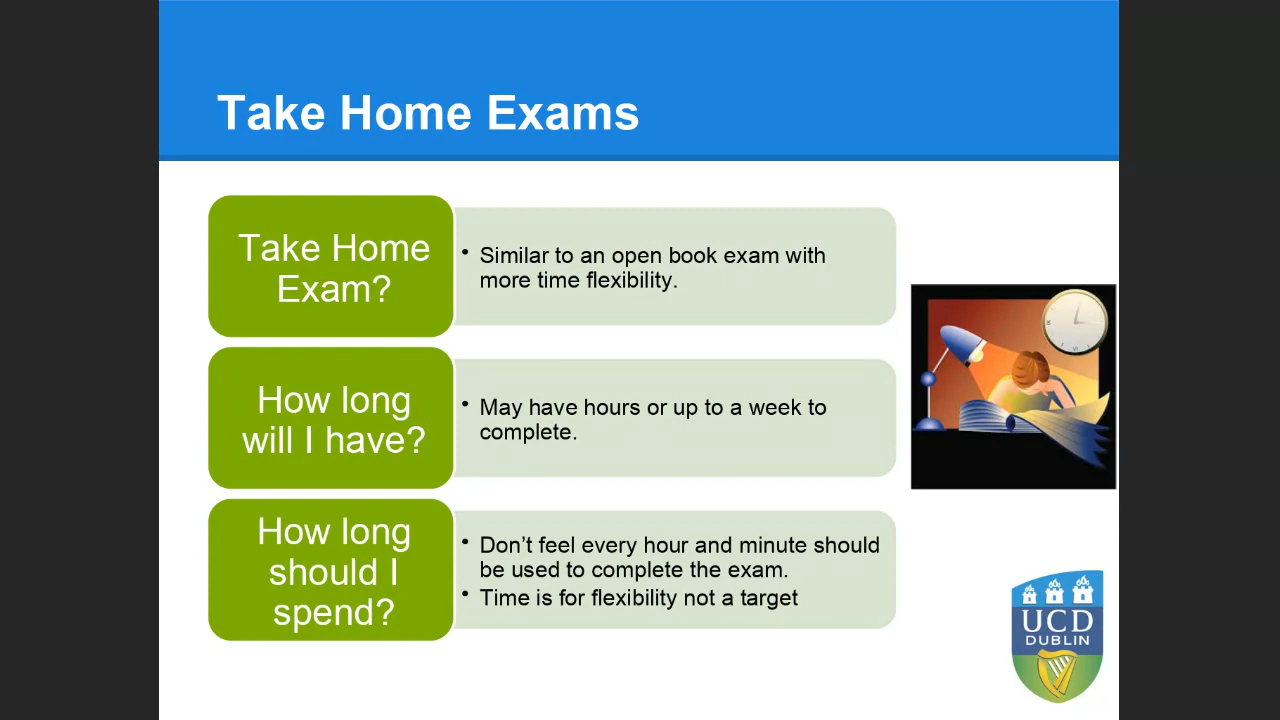 Take Home Exams
Take Home
Exam?
• Similar to an open book exam with
more time flexibility.
How long
will I have?
• May have hours or up to a week to
complete.
How long
should I
spend?
• Don’t feel every hour and minute should
be used to complete the exam.
• Time is for flexibility not a target
UCD
DUBLIN